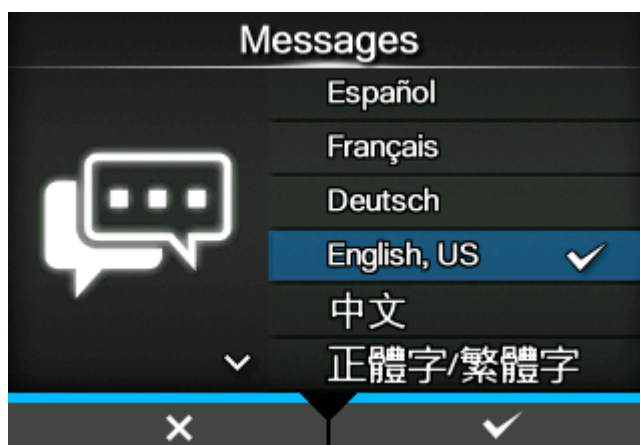 Messages
Español
Français
Deutsch
English, US
中文
正體字/繁體字